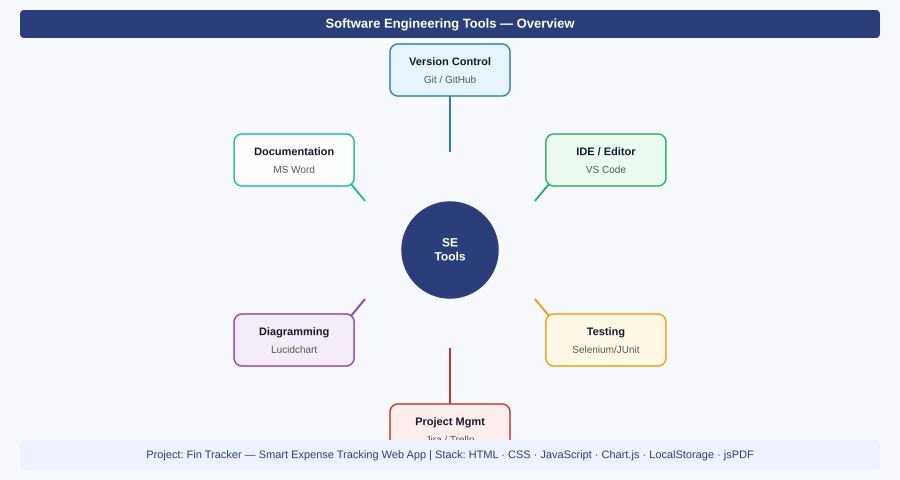 Software Engineering Tools — Overview
Version Control
Git / GitHub
Documentation
MS Word
IDE / Editor
VS Code
SE
Tools
Diagramming
Lucidchart
Testing
Selenium/JUnit
Project Mgmt
Jira / Trello
Project: Fin Tracker — Smart Expense Tracking Web App | Stack: HTML · CSS · JavaScript · Chart.js · LocalStorage · jsPDF